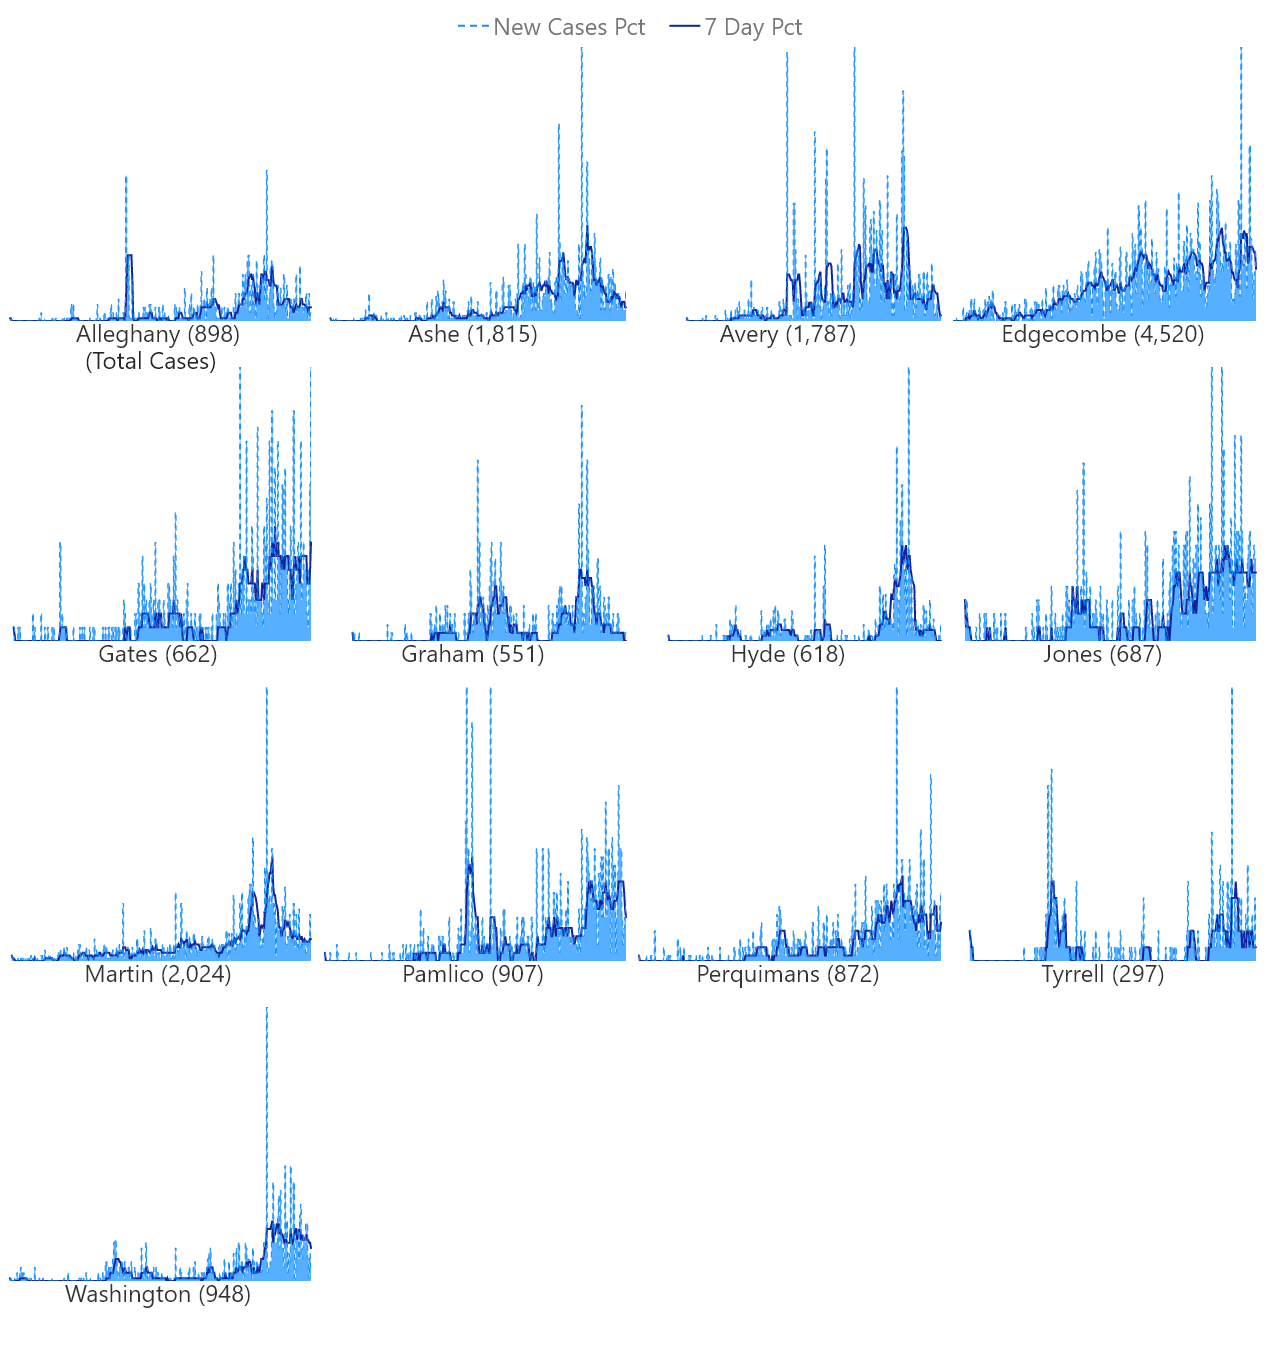 New Cases Pct 7 Day Pct
Alleghany (898) Ashe (1,815) Avery (1,787) Edgecombe (4,520)
(Total Cases)
Gates (662) Graham (551) Hyde (618) Jones (687)
Martin (2,024) Pamlico (907) Perquimans (872) Tyrrell (297)
Washington (948)